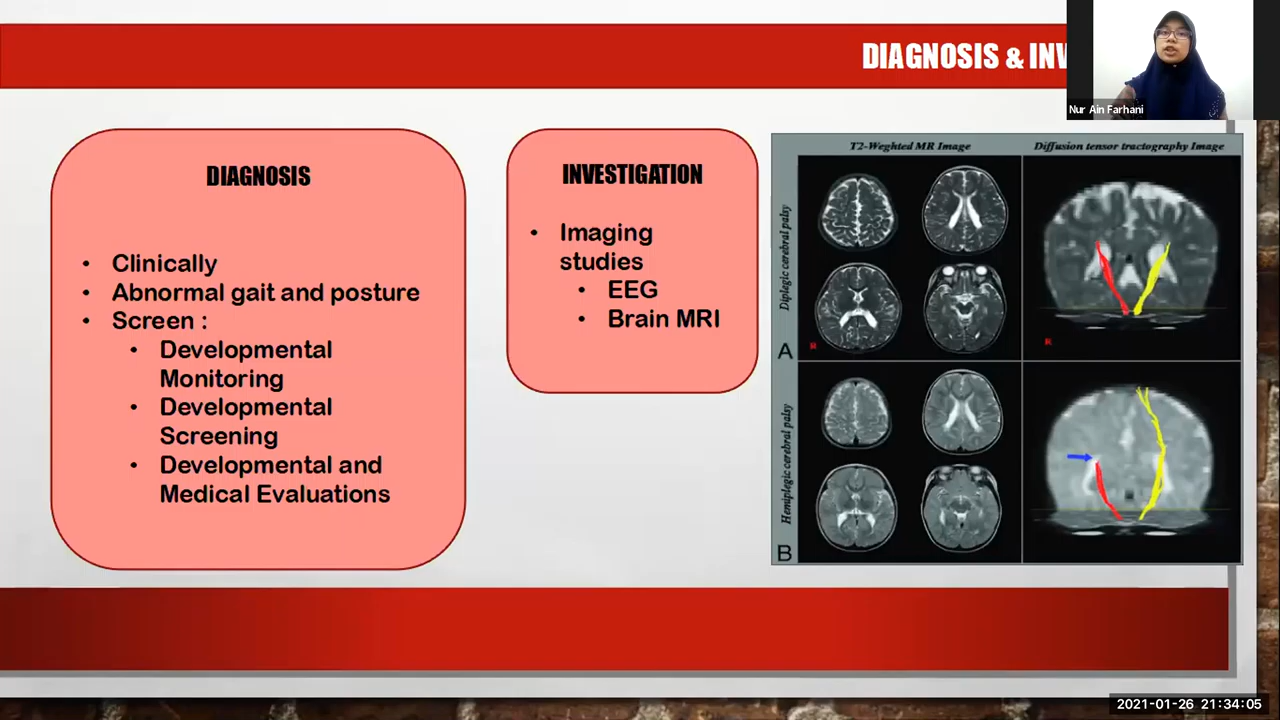 DIAGNOSIS & INV
Nur Ain Farhani
DIAGNOSIS
• Clinically
• Abnormal gait and posture
• Screen :
• Developmental
Monitoring
• Developmental
Screening
• Developmental and
Medical Evaluations
INVESTIGATION
• Imaging
studies
• EEG
• Brain MRI
T2-Weghted MR Image
Diffusion tensor tractography Image
Diplegic cerebral palsy
A
R
R
Hemiplegic cerebral palsy
B
2021-01-26 21:34:05